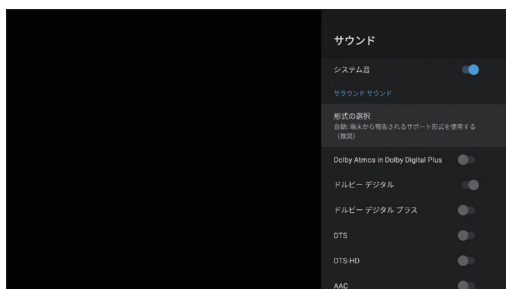 サウンド
システム音
サラウンド サウンド
形式の選択
自動: 端末から報告されるサポート形式を使用する
（推奨）
Dolby Atmos in Dolby Digital Plus
ドルビー デジタル
ドルビー デジタル プラス
DTS
DTS-HD
AAC